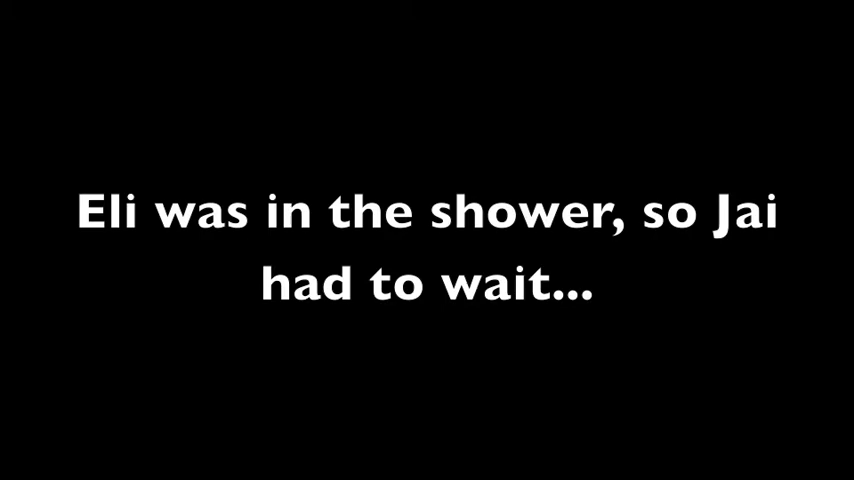 Eli was in the shower, so Jai
had to wait...